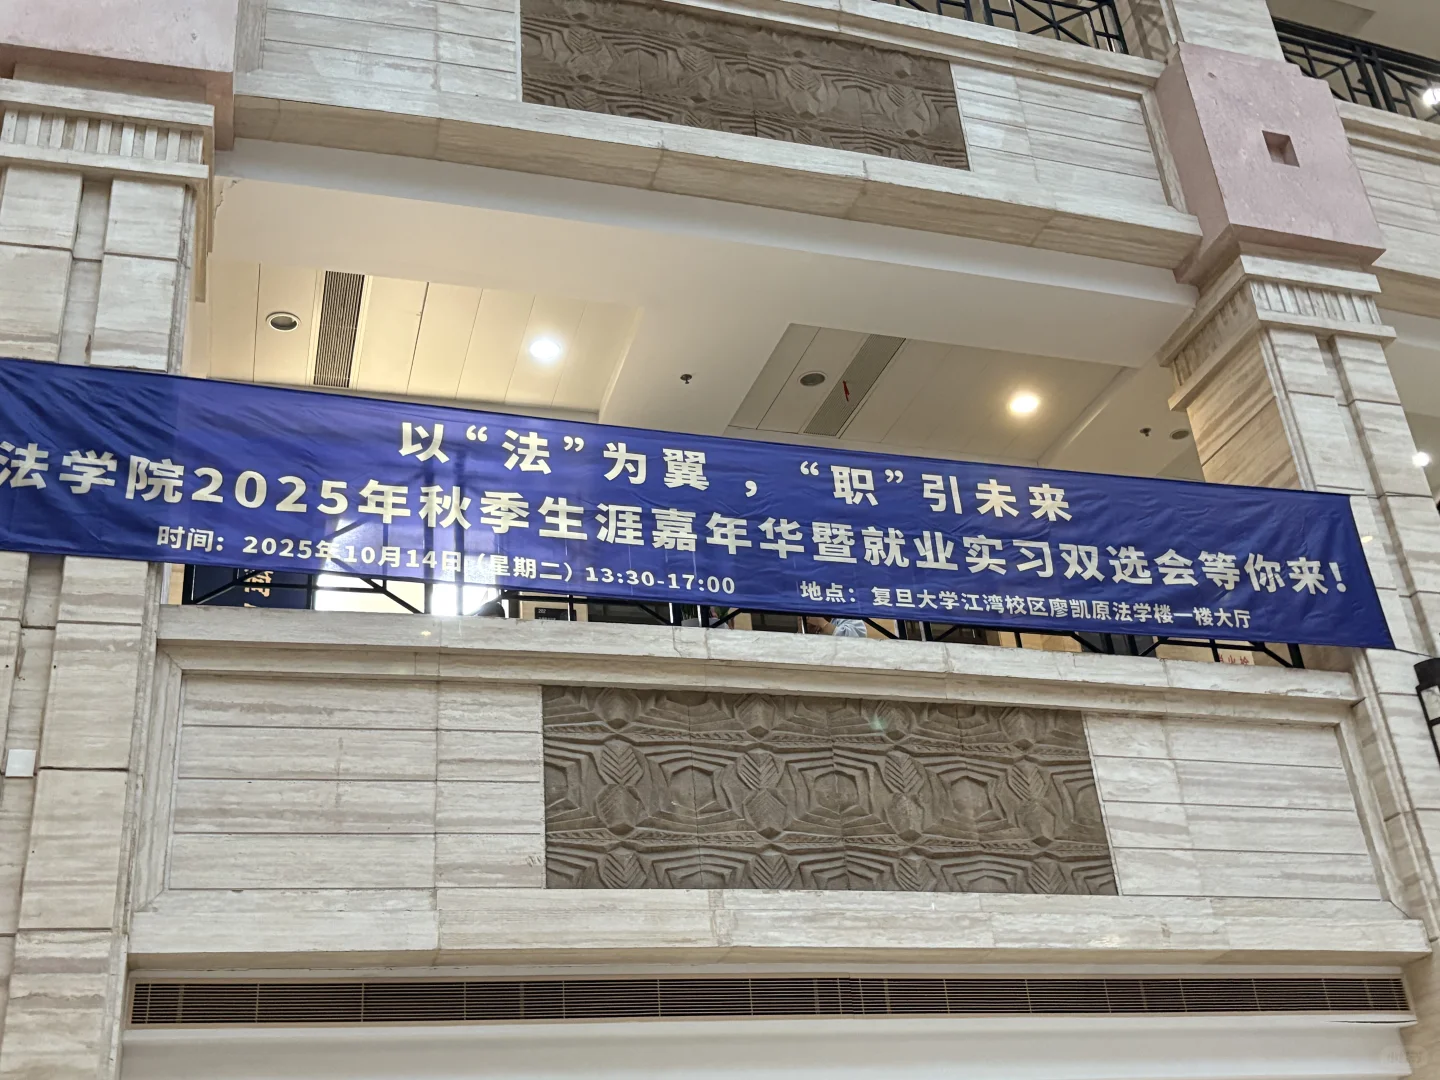 以“法”为翼，“职”引未来
法学院2025年秋季生涯嘉年华暨就业实习双选会等你来！
时间：2025年10月14日（星期二）13:30-17:00 地点：复旦大学江湾校区廖凯原法学楼一楼大厅